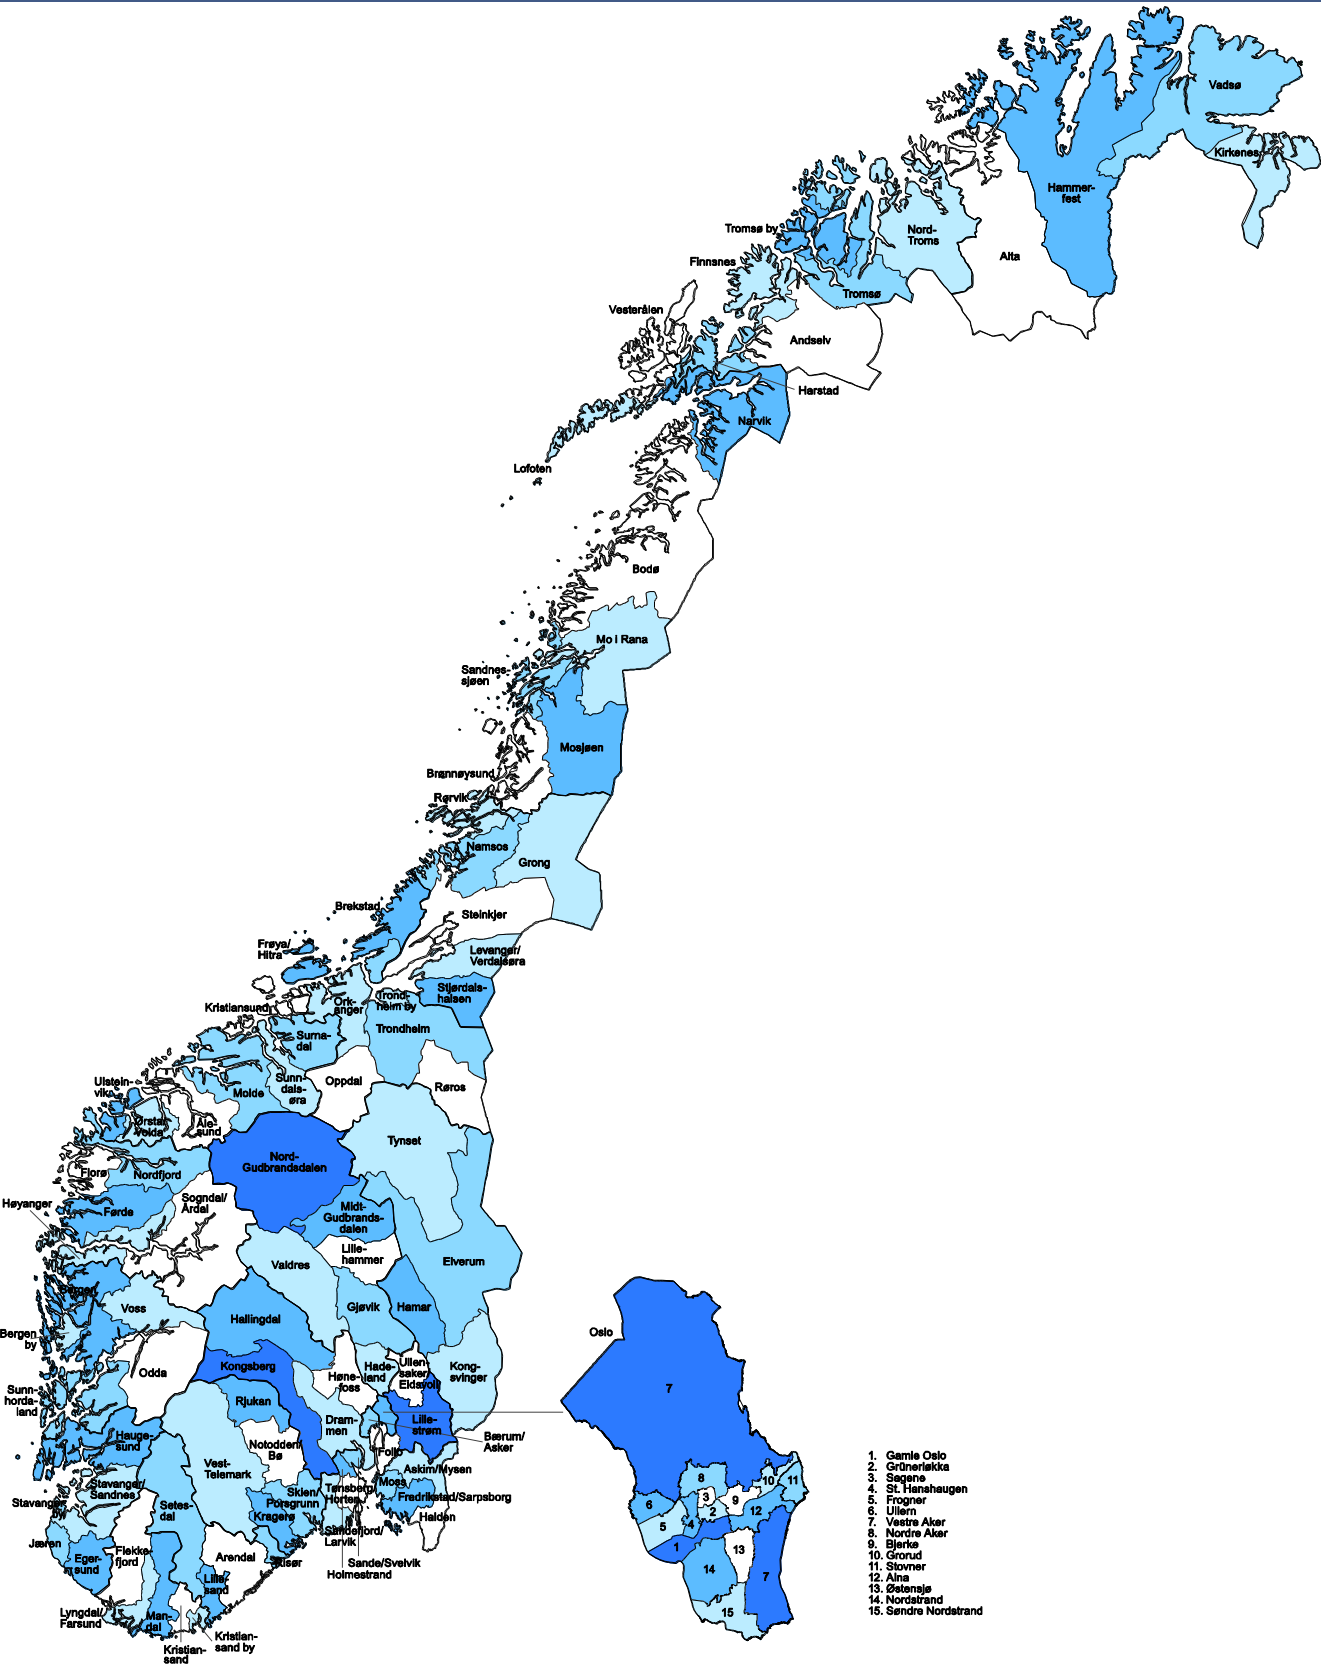 Vadsø
Kirkenes
Hammer-
fest
Nord-
Troms
Alta
Tromsø by
Finnsnes
Tromsø
Vesterålen
Andselv
Harstad
Narvik
Lofoten
Bodø
Mo i Rana
Sandnes-
sjøen
Mosjøen
Brønnøysund
Rørvik
Namsos
Grong
Brekstad
Steinkjer
Frøya/
Hitra
Levanger/
Verdalsøra
Stjørdals-
halsen
Kristiansund
Ork-
anger
Trond-
heim by
Trondheim
Surna-
dal
Sunn-
dals-
øra
Oppdal
Røros
Ulstein-
vik
Molde
Ørsta/
Volda
Åle-
sund
Tynset
Nord-
Gudbrandsdalen
Florø
Nordfjord
Høyanger
Førde
Sogndal/
Årdal
Midt-
Gudbrands-
dalen
Lille-
hammer
Valdres
Elverum
Bergen
Voss
Hallingdal
Gjøvik
Hamar
Bergen
by
Odda
Kongsberg
Høne-
foss
Hade-
land
Ullen-
saker/
Eidsvoll
Kong-
svinger
Sunn-
horda-
land
Rjukan
Dram-
men
Lille-
strøm
Bærum/
Asker
Hauge-
sund
Notodden/
Bø
Follo
Vest-
Telemark
Askim/Mysen
Moss
Fredrikstad/Sarpsborg
Halden
Stavanger/
Sandnes
Stavanger
by
Setes-
dal
Skien/
Porsgrunn
Tønsberg/
Horten
Kragerø
Sandefjord/
Larvik
Sande/Svelvik
Holmestrand
Jæren
Eger-
sund
Flekke-
fjord
Arendal
Risør
Lille-
sand
Lyngdal/
Farsund
Man-
dal
Kristian-
sand
Kristian-
sand by
Oslo
7
8
10
11
3
9
6
2
12
5
4
1
13
14
7
15
1. Gamle Oslo
2. Grünerløkka
3. Sagene
4. St. Hanshaugen
5. Frogner
6. Ullern
7. Vestre Aker
8. Nordre Aker
9. Bjerke
10. Grorud
11. Stovner
12. Alna
13. Østensjø
14. Nordstrand
15. Søndre Nordstrand